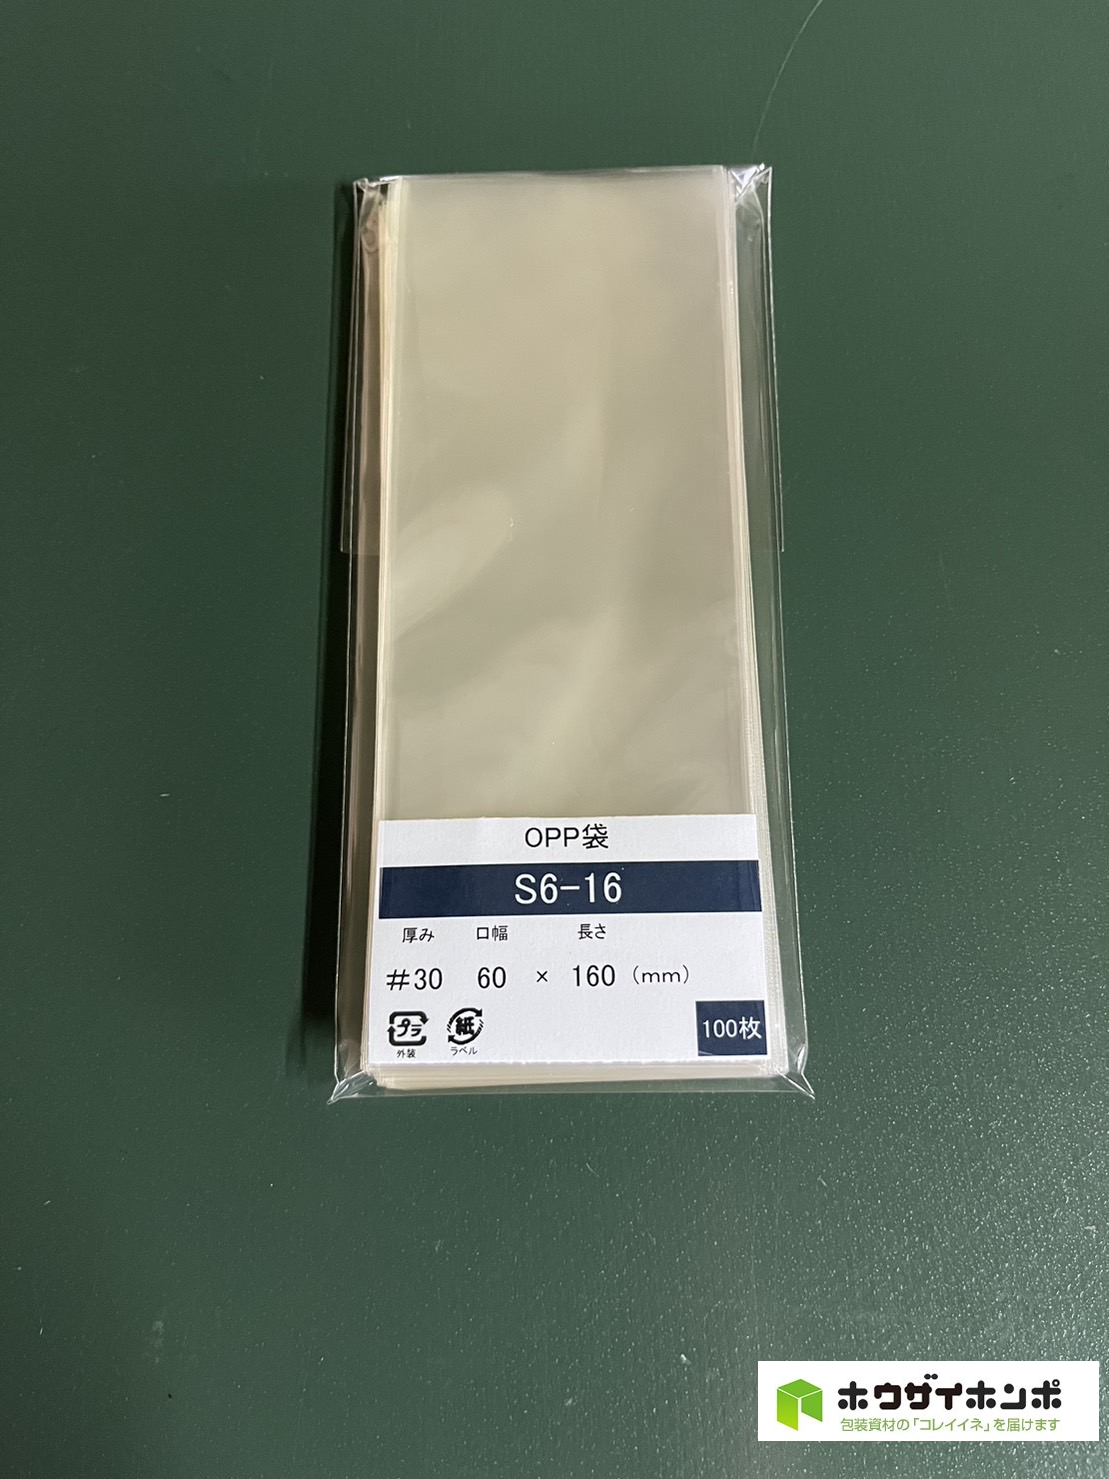 OPP袋
S6-16
厚み 口幅 長さ
#30 60 × 160 (mm)
プラ 紙 100枚
外装 ラベル
ホウザイホンポ
包装資材の「コレイイネ」を届けます